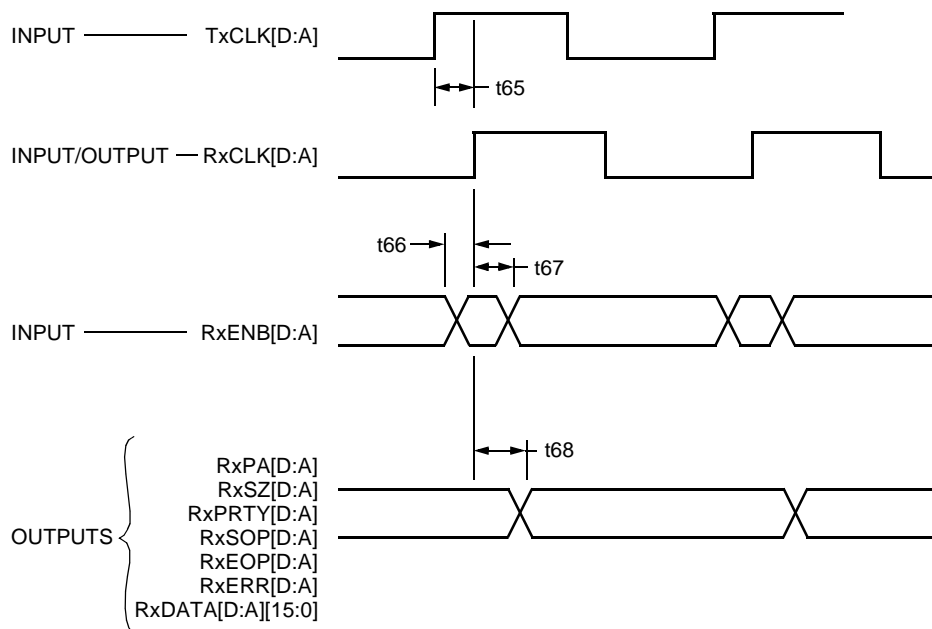 INPUT TxCLK[D:A]
t65
INPUT/OUTPUT RxCLK[D:A]
t66
t67
INPUT RxENB[D:A]
t68
RxPA[D:A]
RxSZ[D:A]
RxPRTY[D:A]
OUTPUTS RxSOP[D:A]
RxEOP[D:A]
RxERR[D:A]
RxDATA[D:A][15:0]